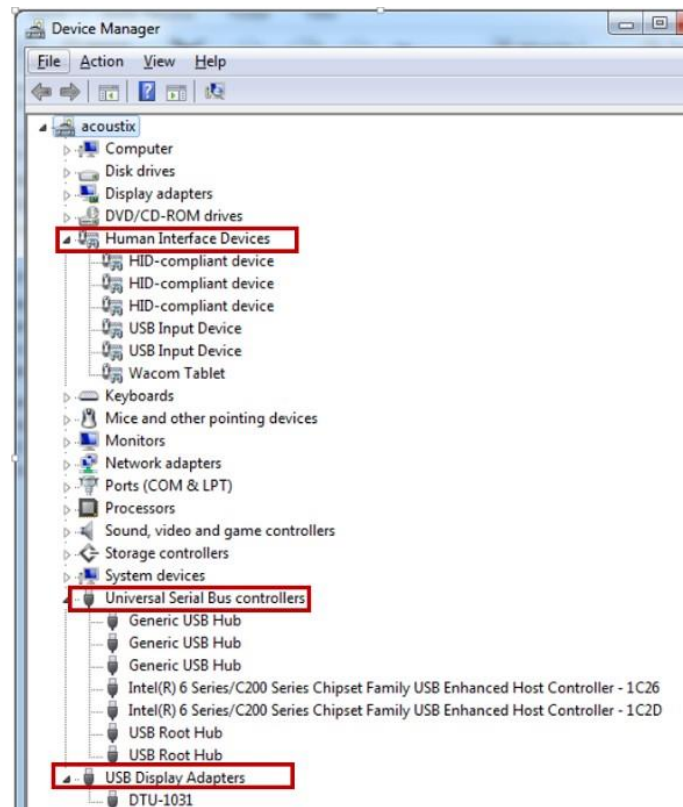 Device Manager
File Action View Help
acoustix
Computer
Disk drives
Display adapters
DVD/CD-ROM drives
Human Interface Devices
HID-compliant device
HID-compliant device
HID-compliant device
USB Input Device
USB Input Device
Wacom Tablet
Keyboards
Mice and other pointing devices
Monitors
Network adapters
Ports (COM & LPT)
Processors
Sound, video and game controllers
Storage controllers
System devices
Universal Serial Bus controllers
Generic USB Hub
Generic USB Hub
Generic USB Hub
Intel(R) 6 Series/C200 Series Chipset Family USB Enhanced Host Controller - 1C26
Intel(R) 6 Series/C200 Series Chipset Family USB Enhanced Host Controller - 1C2D
USB Root Hub
USB Root Hub
USB Display Adapters
DTU-1031